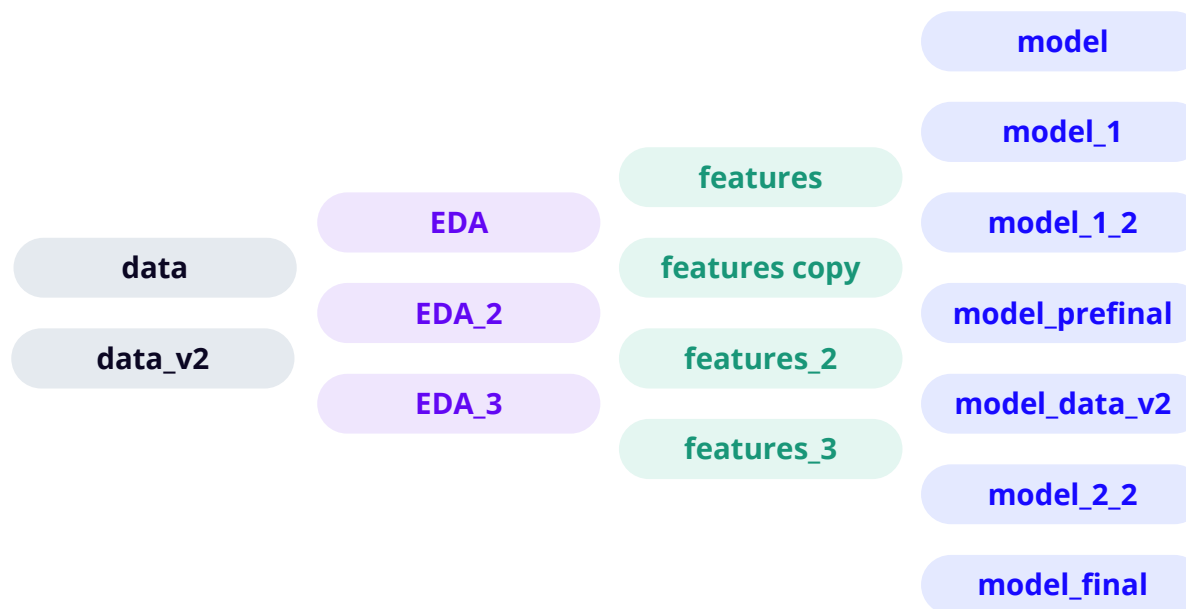 data
data_v2
EDA
EDA_2
EDA_3
features
features copy
features_2
features_3
model
model_1
model_1_2
model_prefinal
model_data_v2
model_2_2
model_final